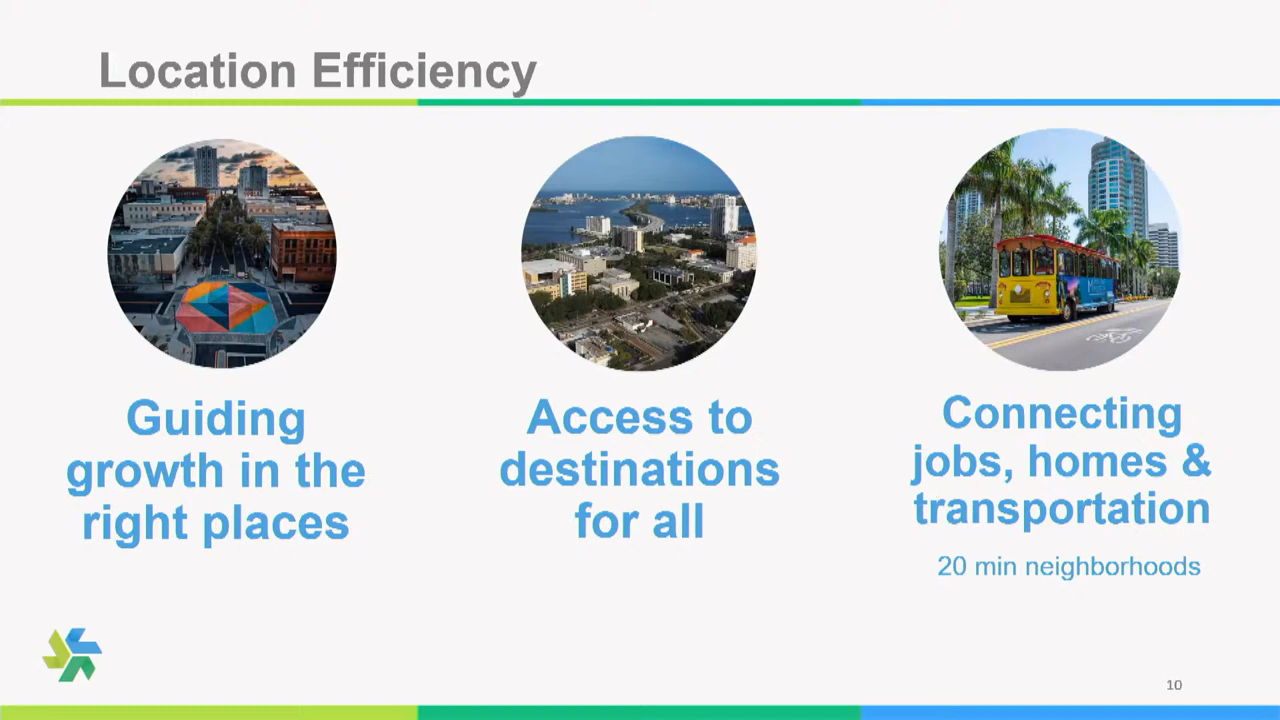 Location Efficiency
Guiding
growth in the
right places
Access to
destinations
for all
Connecting
jobs, homes &
transportation
20 min neighborhoods
10